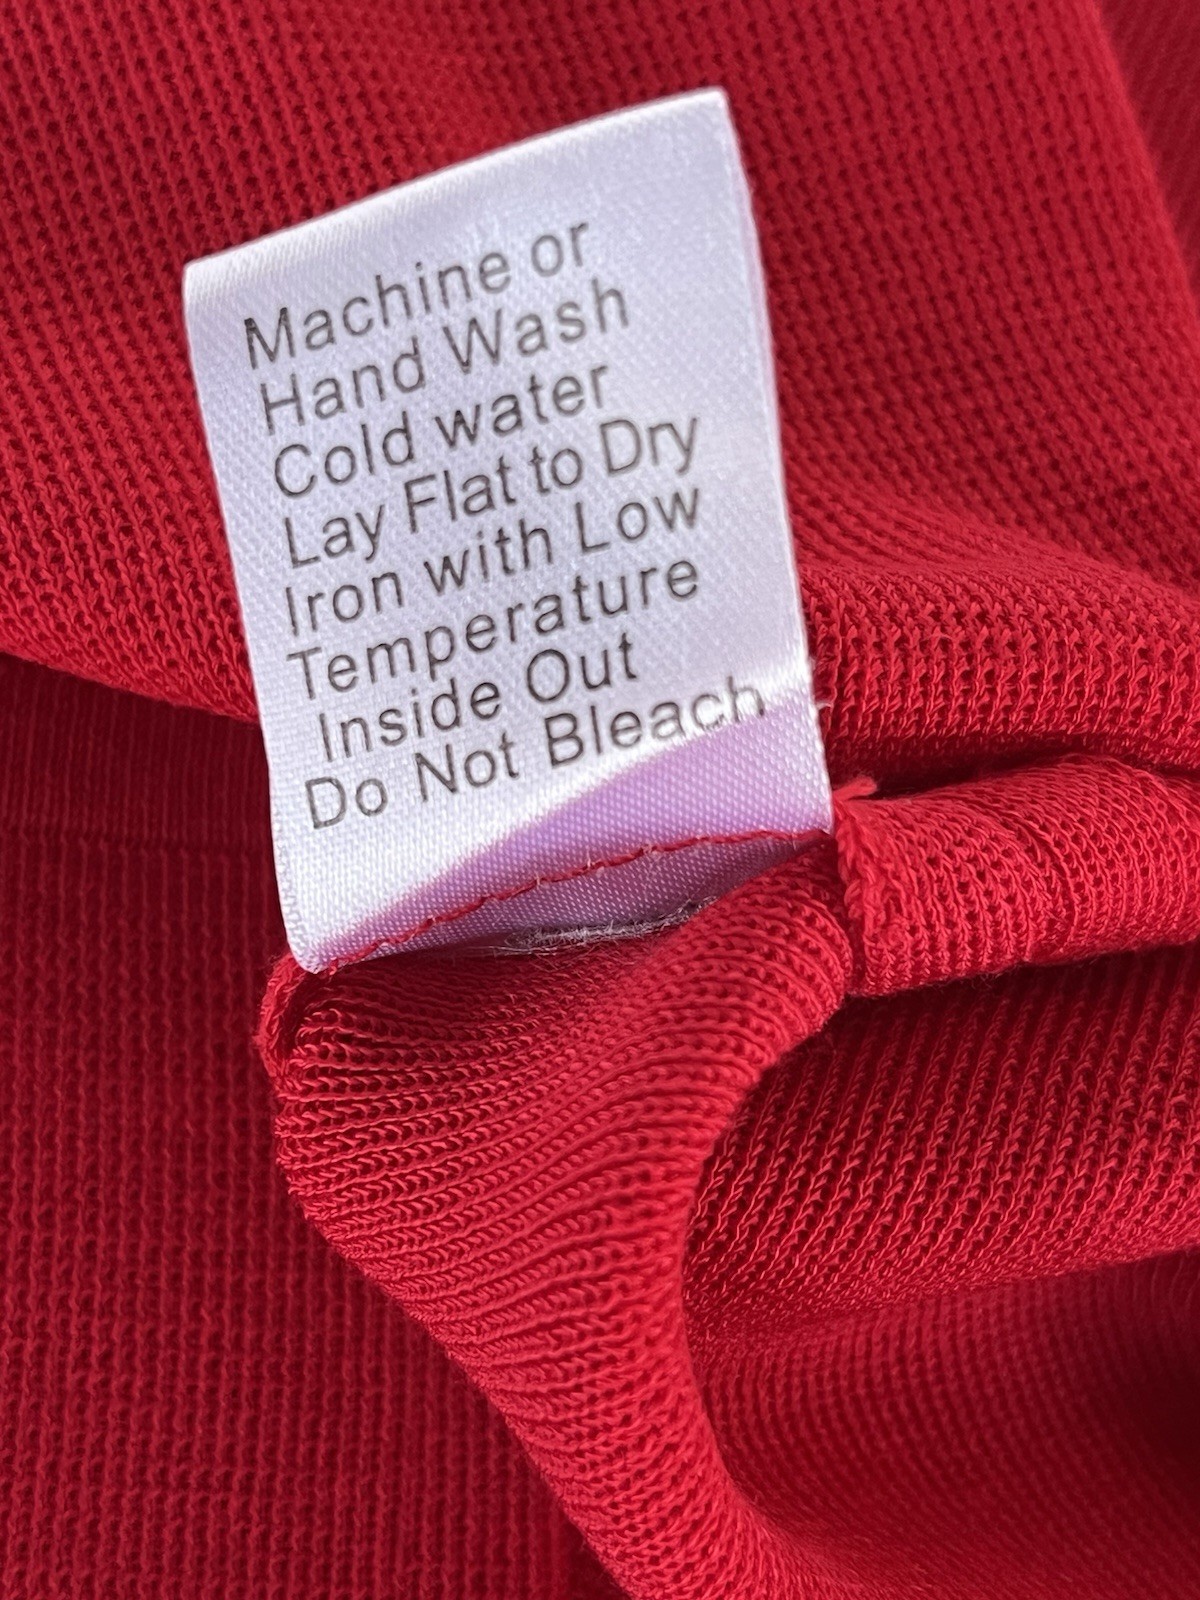 Machine or
Hand Wash
Cold water
Lay Flat to Dry
Iron with Low
Temperature
Inside Out
Do Not Bleach